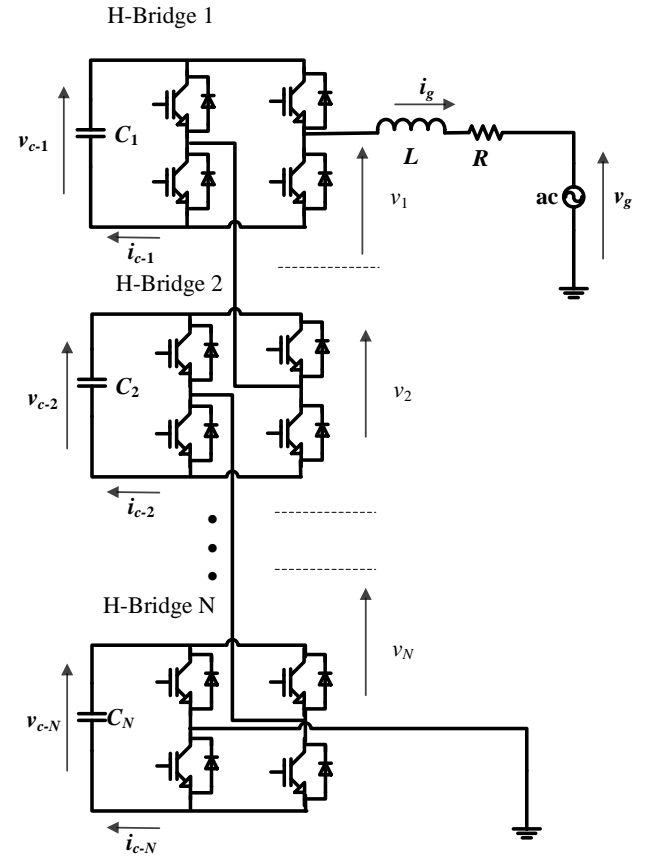 H-Bridge 1
i_g
v_c-1
C_1
L
R
v_1
ac
v_g
i_c-1
H-Bridge 2
v_c-2
C_2
v_2
i_c-2
H-Bridge N
v_N
v_c-N
C_N
i_c-N